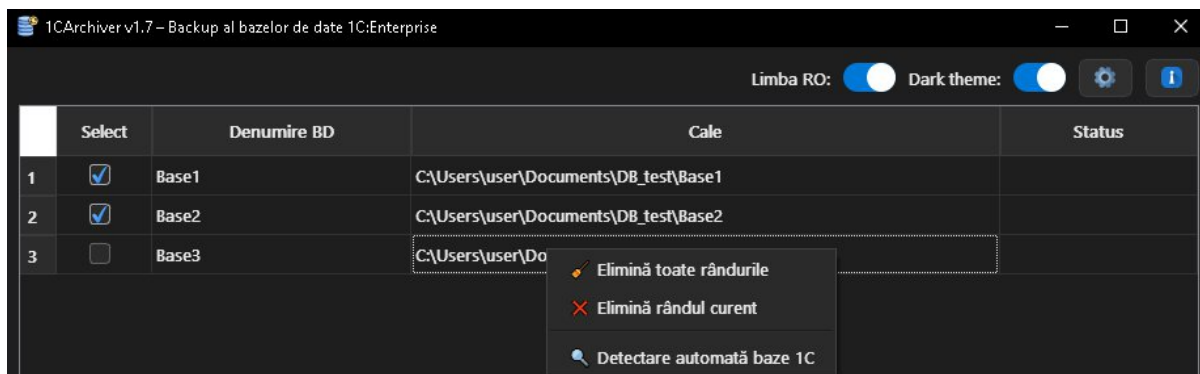 1CArchiver v1.7 – Backup al bazelor de date 1C:Enterprise
Limba RO: Dark theme:
Select Denumire BD Cale Status
1 Base1 C:\Users\user\Documents\DB_test\Base1
2 Base2 C:\Users\user\Documents\DB_test\Base2
3 Base3 C:\Users\user\Do
Elimină toate rândurile
Elimină rândul curent
Detectare automată baze 1C